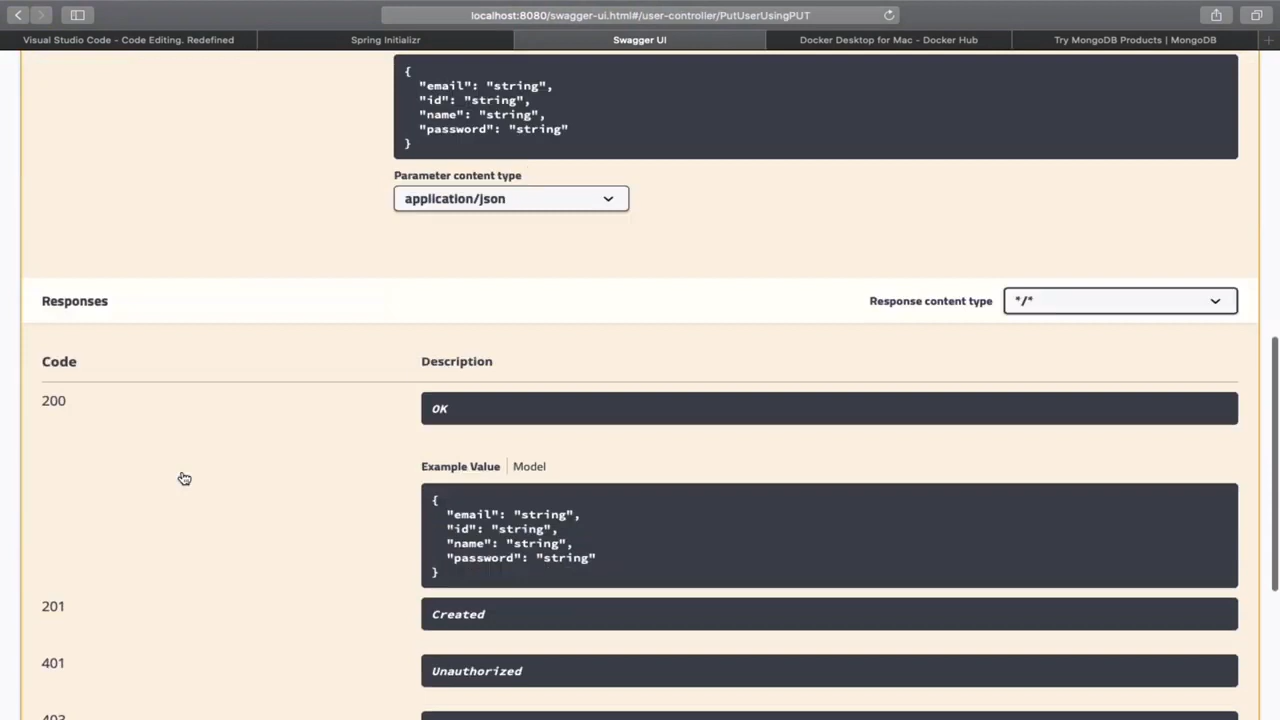 localhost:8080/swagger-ui.html#/user-controller/PutUserUsingPUT
Visual Studio Code - Code Editing. Redefined
Spring Initializr
Swagger UI
Docker Desktop for Mac - Docker Hub
Try MongoDB Products | MongoDB
{
"email": "string",
"id": "string",
"name": "string",
"password": "string"
}
Parameter content type
application/json
Responses
Response content type
*/*
Code
Description
200
OK
Example Value | Model
{
"email": "string",
"id": "string",
"name": "string",
"password": "string"
}
201
Created
401
Unauthorized
403